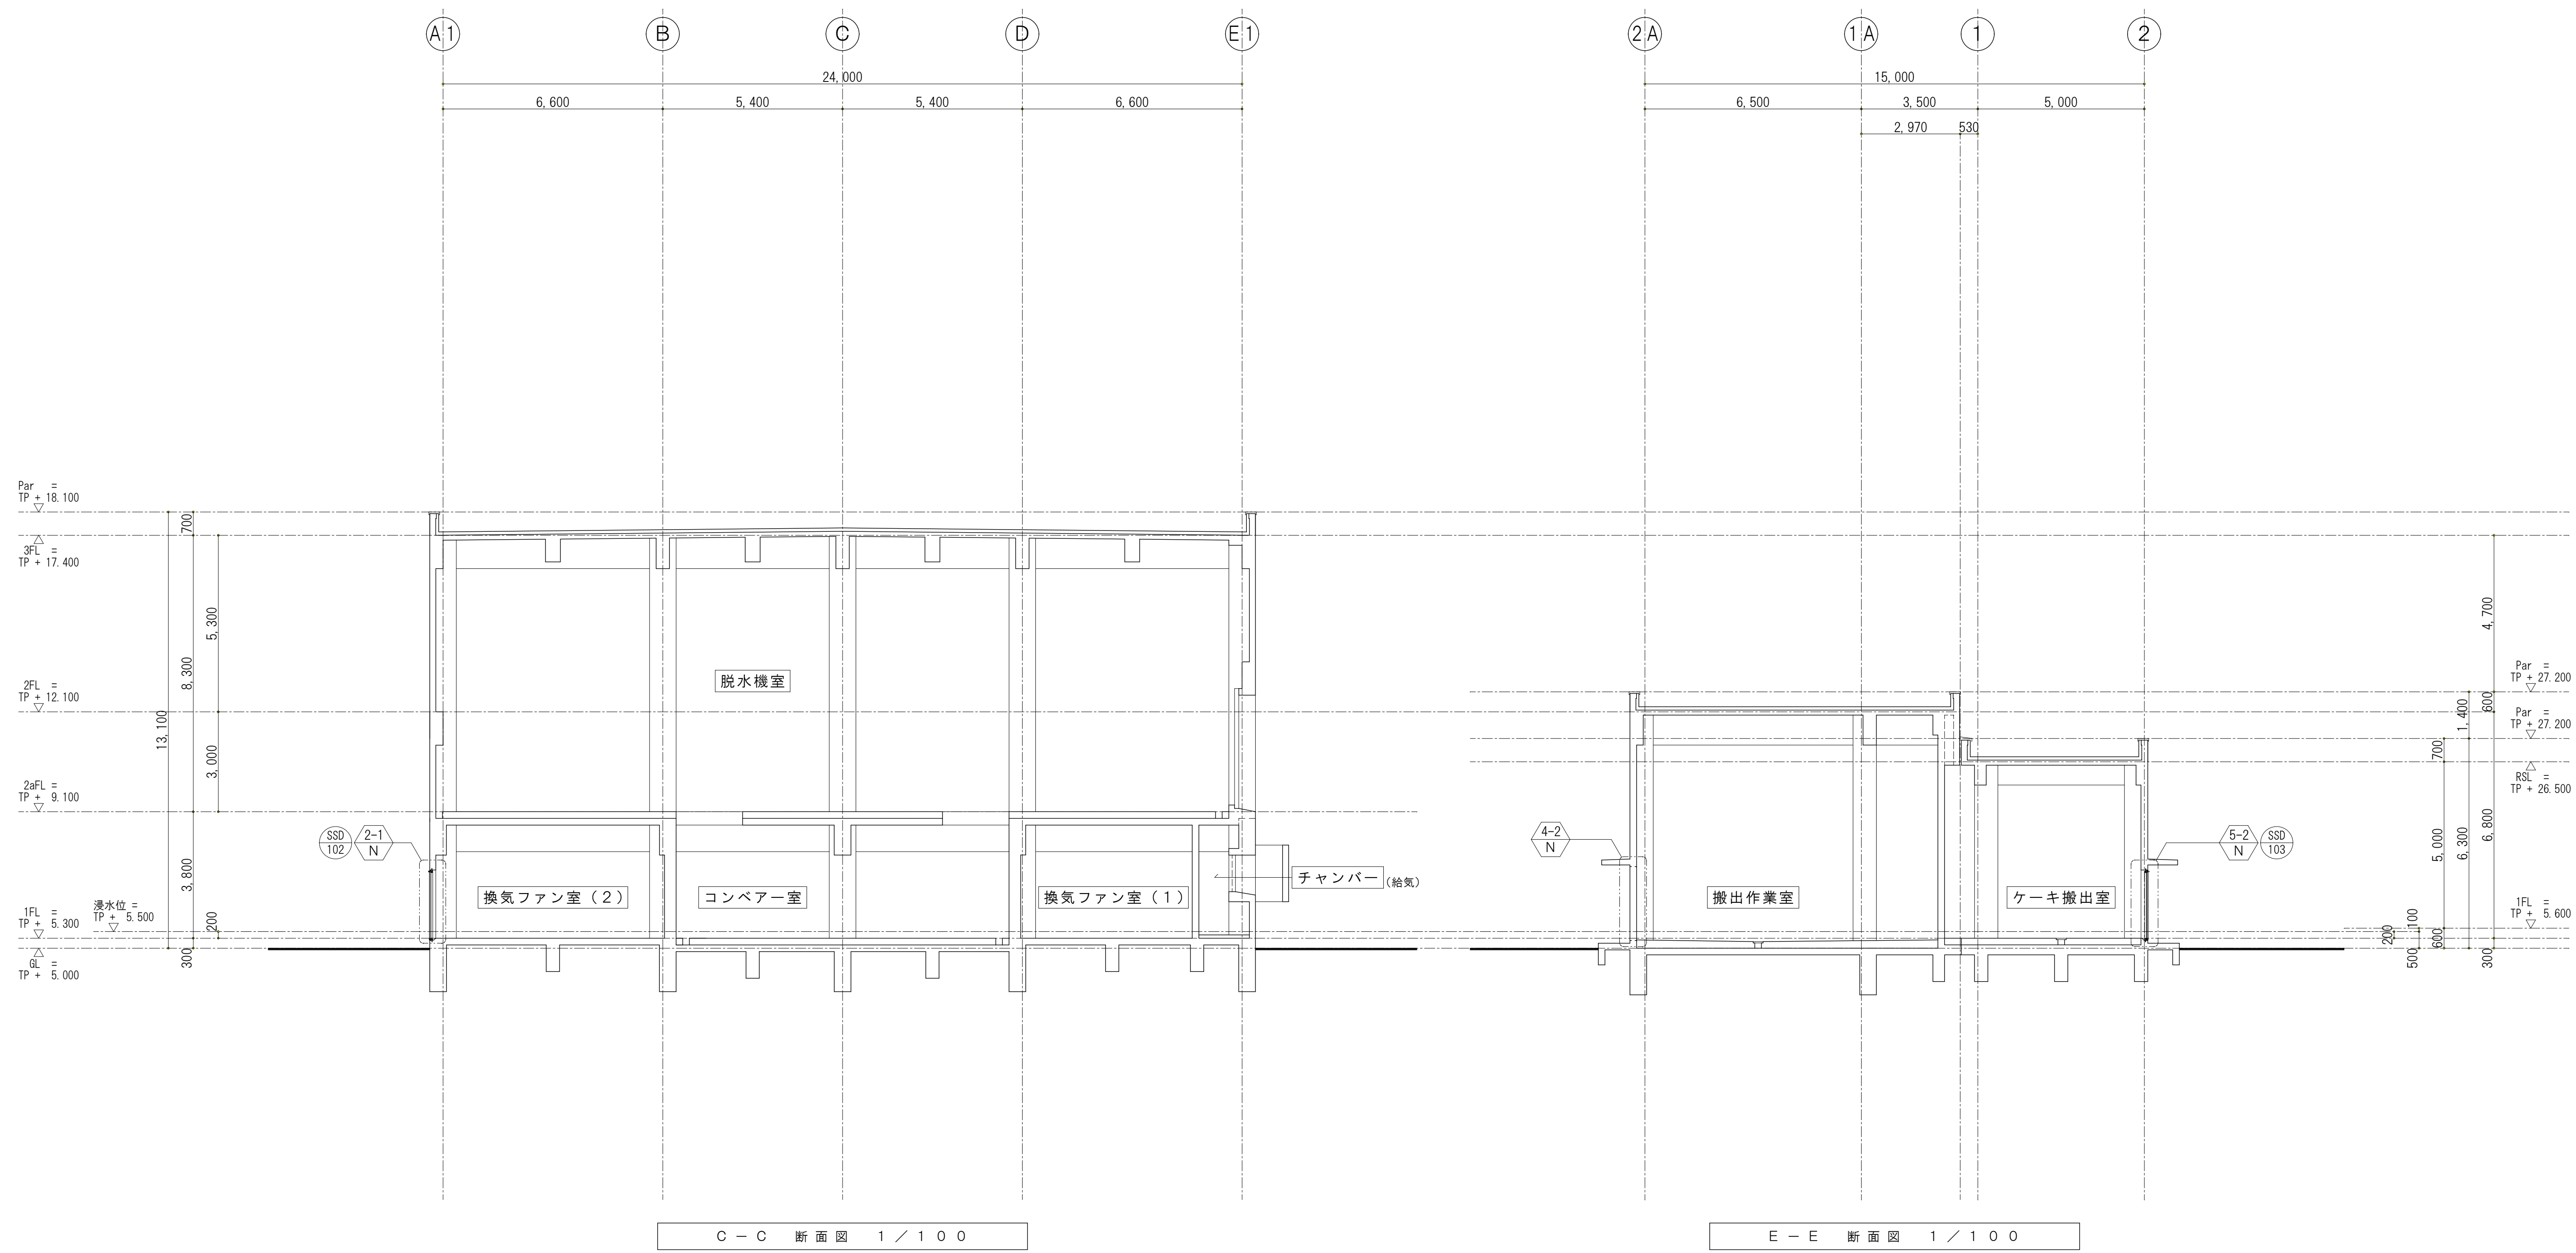 A1 B C D E1
24,000
6,600 5,400 5,400 6,600
2A 1A 1 2
15,000
6,500 3,500 5,000
2,970 530
Par =
TP + 18.100
3FL =
TP + 17.400
2FL =
TP + 12.100
2aFL =
TP + 9.100
1FL =
TP + 5.300
浸水位 =
TP + 5.500
GL =
TP + 5.000
13,100
700
8,300
3,800
300
5,300
3,000
200
SSD
102
2-1
N
脱水機室
換気ファン室（2）
コンベアー室
換気ファン室（1）
チャンバー (給気)
4-2
N
搬出作業室
ケーキ搬出室
5-2
N
SSD
103
200
100
500
700
5,000
600
1,400
6,300
4,700
600
6,800
300
Par =
TP + 27.200
Par =
TP + 27.200
RSL =
TP + 26.500
1FL =
TP + 5.600
C－C 断面図 1／100
E－E 断面図 1／100